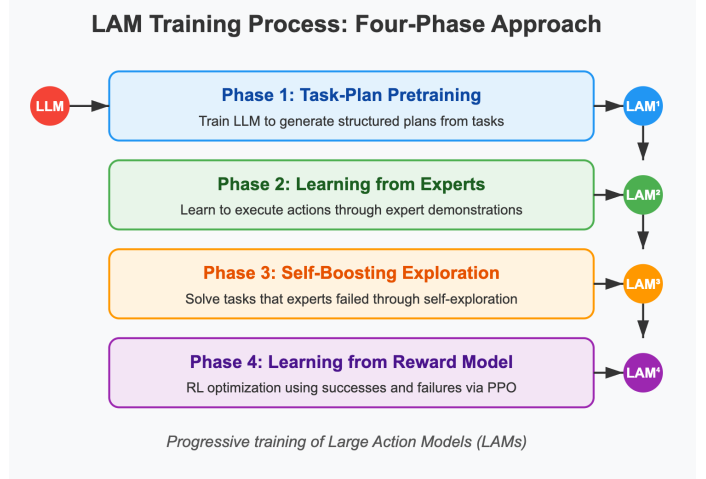 LAM Training Process: Four-Phase Approach
LLM
Phase 1: Task-Plan Pretraining
Train LLM to generate structured plans from tasks
LAM¹
Phase 2: Learning from Experts
Learn to execute actions through expert demonstrations
LAM²
Phase 3: Self-Boosting Exploration
Solve tasks that experts failed through self-exploration
LAM³
Phase 4: Learning from Reward Model
RL optimization using successes and failures via PPO
LAM⁴
Progressive training of Large Action Models (LAMs)